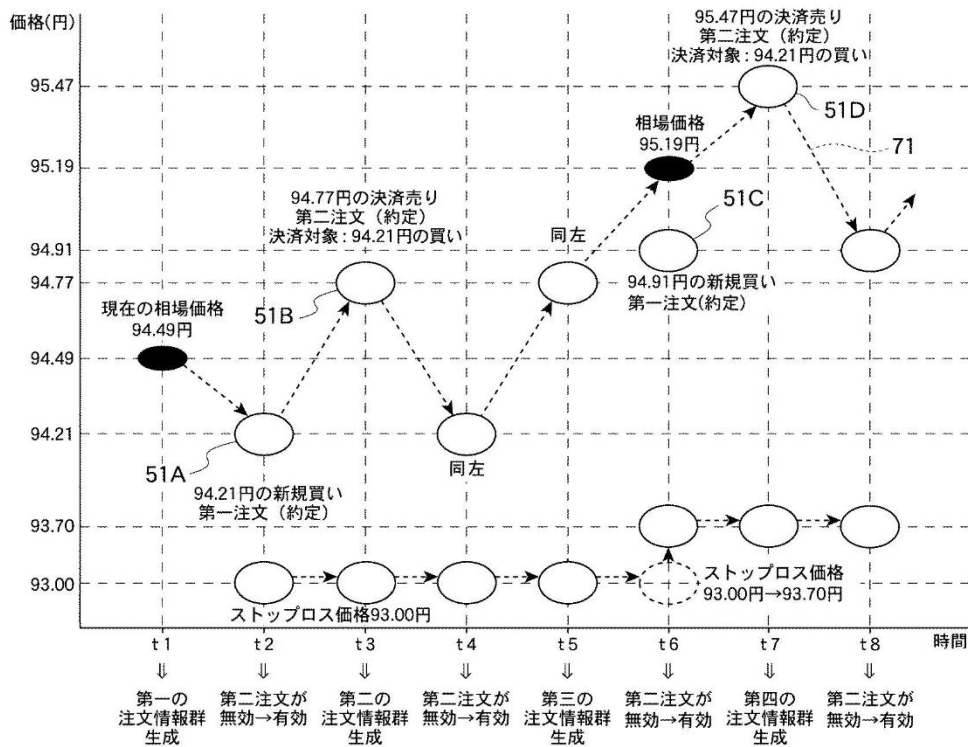 価格(円)
95.47円の決済売り
第二注文（約定）
決済対象：94.21円の買い
95.47
51D
相場価格
95.19円
71
95.19
94.77円の決済売り
第二注文（約定）
決済対象：94.21円の買い
51C
同左
94.91
94.77
94.91円の新規買い
第一注文(約定)
現在の相場価格
94.49円
51B
94.49
94.21
51A
同左
94.21円の新規買い
第一注文（約定）
93.70
ストップロス価格
93.00円→93.70円
93.00
ストップロス価格93.00円
t1 t2 t3 t4 t5 t6 t7 t8 時間
⇓ ⇓ ⇓ ⇓ ⇓ ⇓ ⇓ ⇓
第一の
注文情報群
生成
第二注文が
無効→有効
第二の
注文情報群
生成
第二注文が
無効→有効
第三の
注文情報群
生成
第二注文が
無効→有効
第四の
注文情報群
生成
第二注文が
無効→有効